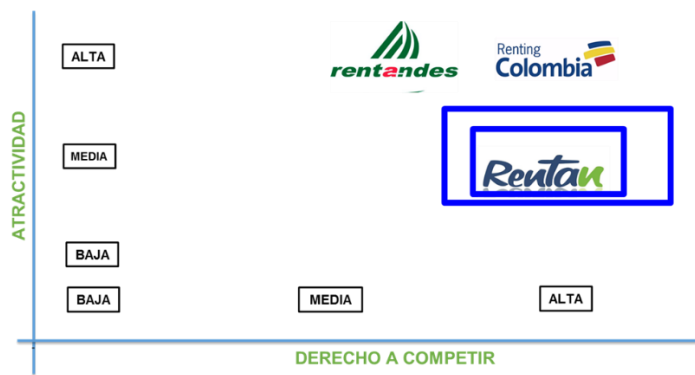 ALTA
rentandes
Renting
Colombia
ATRACTIVIDAD
MEDIA
Rentan
BAJA
BAJA
MEDIA
ALTA
DERECHO A COMPETIR